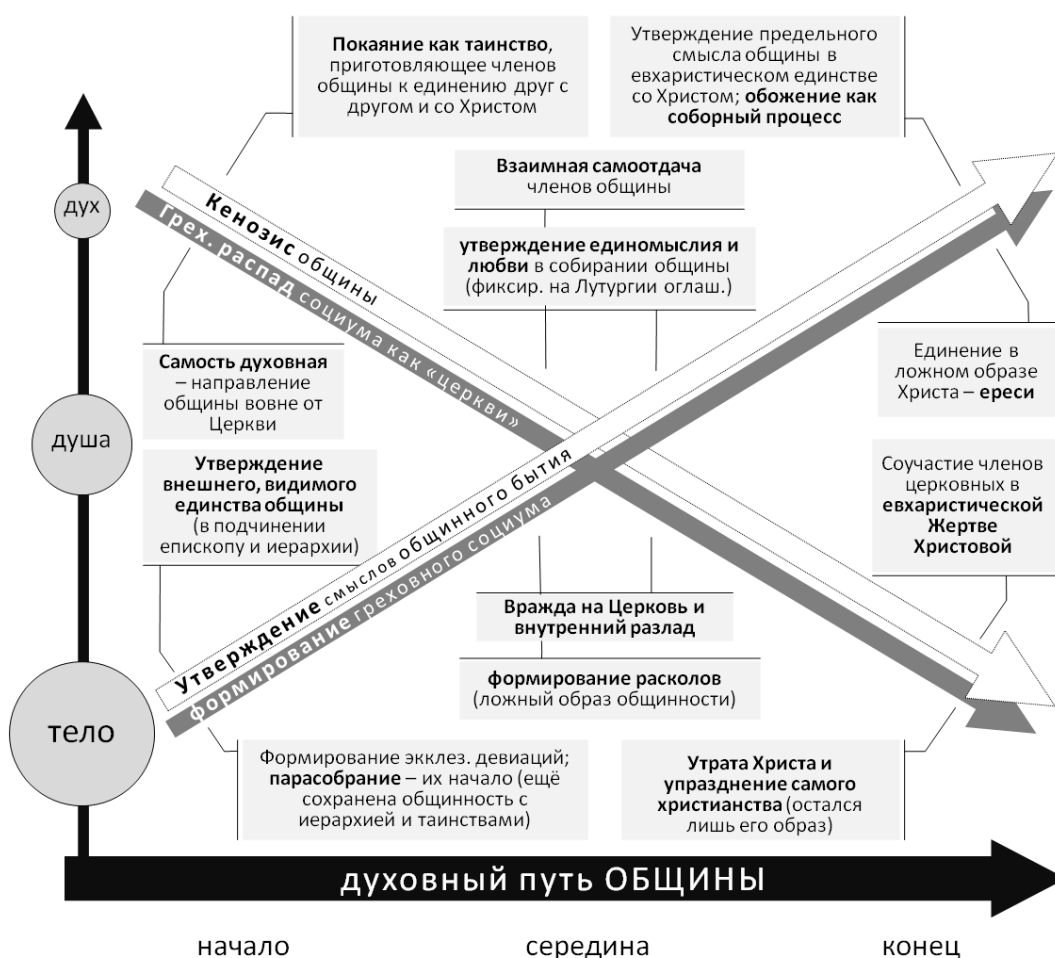 Покаяние как таинство,
приготовляющее членов
общины к единению друг с
другом и со Христом
Утверждение предельного
смысла общины в
евхаристическом единстве
со Христом; обожение как
соборный процесс
Взаимная самоотдача
членов общины
дух
Кенозис общины
Грех. распад социума как «церкви»
утверждение единомыслия и
любви в собирании общины
(фиксир. на Лутургии оглаш.)
Самость духовная
– направление
общины вовне от
Церкви
Единение в
ложном образе
Христа – ереси
душа
Утверждение
внешнего, видимого
единства общины
(в подчинении
епископу и иерархии)
Соучастие членов
церковных в
евхаристической
Жертве
Христовой
Утверждение смыслов общинного бытия
формирование греховного социума
Вражда на Церковь и
внутренний разлад
формирование расколов
(ложный образ общинности)
тело
Формирование экклез. девиаций;
парасобрание – их начало (ещё
сохранена общинность с
иерархией и таинствами)
Утрата Христа и
упразднение самого
христианства (остался
лишь его образ)
духовный путь ОБЩИНЫ
начало
середина
конец